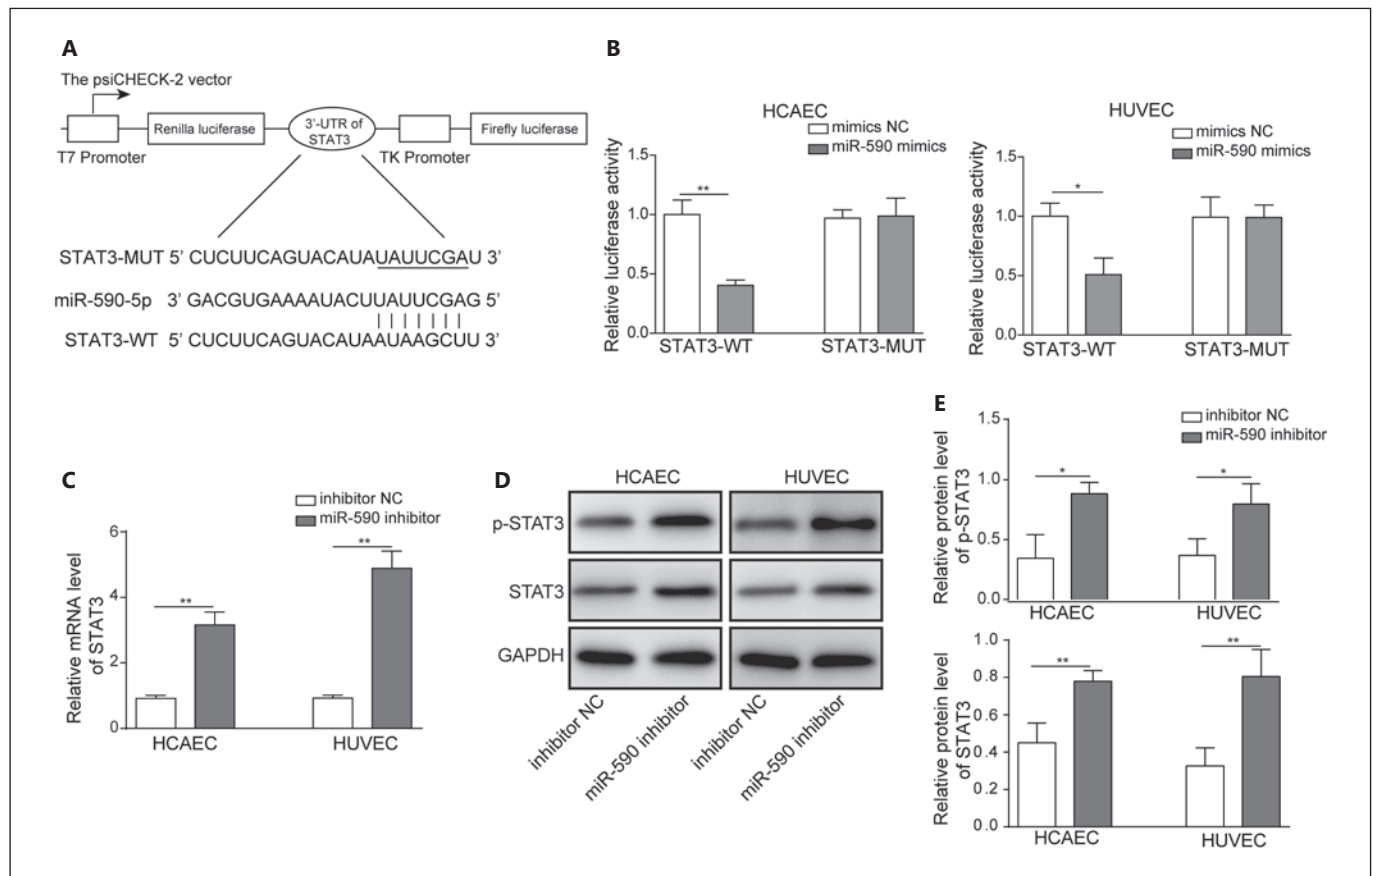 A
The psiCHECK-2 vector
Renilla luciferase
3'-UTR of
STAT3
Firefly luciferase
T7 Promoter
TK Promoter
STAT3-MUT 5' CUCUUCAGUACAUAUAUUCGAU 3'
miR-590-5p 3' GACGUGAAAAUACUUAUUCGAG 5'
STAT3-WT 5' CUCUUCAGUACAUAAUAAGCUU 3'
B
HCAEC
mimics NC
miR-590 mimics
Relative luciferase activity
1.5
1.0
0.5
0.0
**
STAT3-WT
STAT3-MUT
HUVEC
mimics NC
miR-590 mimics
Relative luciferase activity
1.5
1.0
0.5
0.0
*
STAT3-WT
STAT3-MUT
C
inhibitor NC
miR-590 inhibitor
Relative mRNA level
of STAT3
6
4
2
0
**
**
HCAEC
HUVEC
D
HCAEC
HUVEC
p-STAT3
STAT3
GAPDH
inhibitor NC
miR-590 inhibitor
inhibitor NC
miR-590 inhibitor
E
inhibitor NC
miR-590 inhibitor
Relative protein level
of p-STAT3
1.5
1.0
0.5
0.0
*
*
HCAEC
HUVEC
Relative protein level
of STAT3
1.0
0.8
0.6
0.4
0.2
0.0
**
**
HCAEC
HUVEC